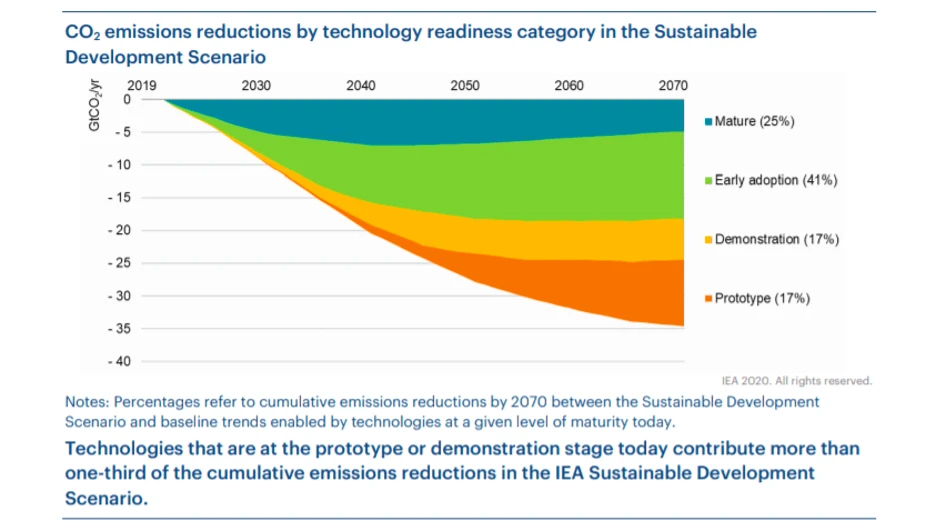 CO₂ emissions reductions by technology readiness category in the Sustainable
Development Scenario
GtCO₂/yr
2019 2030 2040 2050 2060 2070
0
- 5
- 10
- 15
- 20
- 25
- 30
- 35
- 40
Mature (25%)
Early adoption (41%)
Demonstration (17%)
Prototype (17%)
IEA 2020. All rights reserved.
Notes: Percentages refer to cumulative emissions reductions by 2070 between the Sustainable Development
Scenario and baseline trends enabled by technologies at a given level of maturity today.
Technologies that are at the prototype or demonstration stage today contribute more than
one-third of the cumulative emissions reductions in the IEA Sustainable Development
Scenario.